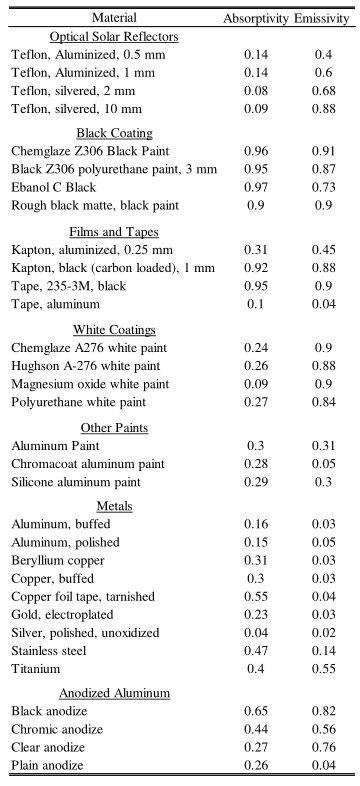 Material Absorptivity Emissivity
Optical Solar Reflectors
Teflon, Aluminized, 0.5 mm 0.14 0.4
Teflon, Aluminized, 1 mm 0.14 0.6
Teflon, silvered, 2 mm 0.08 0.68
Teflon, silvered, 10 mm 0.09 0.88
Black Coating
Chemglaze Z306 Black Paint 0.96 0.91
Black Z306 polyurethane paint, 3 mm 0.95 0.87
Ebanol C Black 0.97 0.73
Rough black matte, black paint 0.9 0.9
Films and Tapes
Kapton, aluminized, 0.25 mm 0.31 0.45
Kapton, black (carbon loaded), 1 mm 0.92 0.88
Tape, 235-3M, black 0.95 0.9
Tape, aluminum 0.1 0.04
White Coatings
Chemglaze A276 white paint 0.24 0.9
Hughson A-276 white paint 0.26 0.88
Magnesium oxide white paint 0.09 0.9
Polyurethane white paint 0.27 0.84
Other Paints
Aluminum Paint 0.3 0.31
Chromacoat aluminum paint 0.28 0.05
Silicone aluminum paint 0.29 0.3
Metals
Aluminum, buffed 0.16 0.03
Aluminum, polished 0.15 0.05
Beryllium copper 0.31 0.03
Copper, buffed 0.3 0.03
Copper foil tape, tarnished 0.55 0.04
Gold, electroplated 0.23 0.03
Silver, polished, unoxidized 0.04 0.02
Stainless steel 0.47 0.14
Titanium 0.4 0.55
Anodized Aluminum
Black anodize 0.65 0.82
Chromic anodize 0.44 0.56
Clear anodize 0.27 0.76
Plain anodize 0.26 0.04